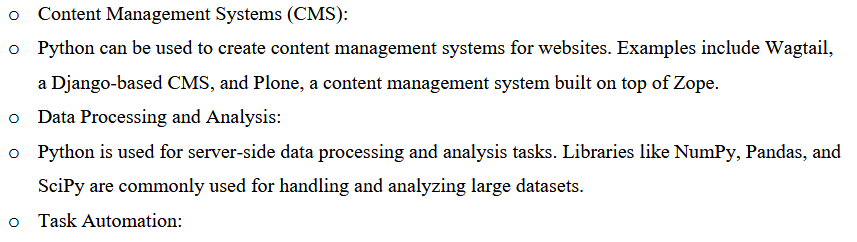 o Content Management Systems (CMS):
o Python can be used to create content management systems for websites. Examples include Wagtail,
a Django-based CMS, and Plone, a content management system built on top of Zope.
o Data Processing and Analysis:
o Python is used for server-side data processing and analysis tasks. Libraries like NumPy, Pandas, and
SciPy are commonly used for handling and analyzing large datasets.
o Task Automation: